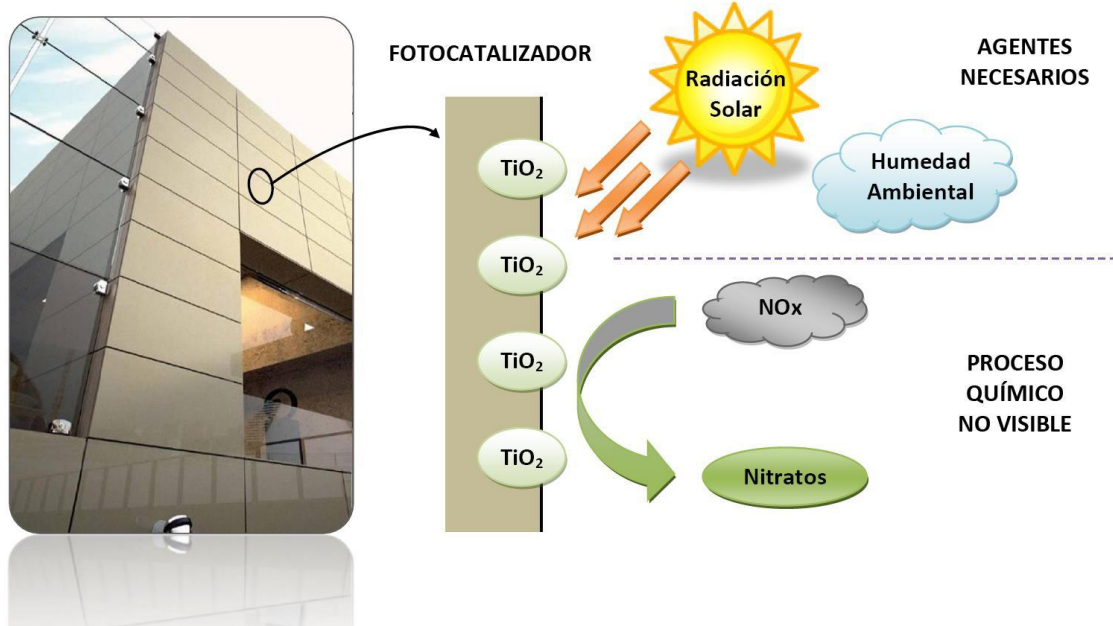 FOTOCATALIZADOR
Radiación
Solar
AGENTES
NECESARIOS
Humedad
Ambiental
TiO₂
TiO₂
TiO₂
TiO₂
NOx
PROCESO
QUÍMICO
NO VISIBLE
Nitratos